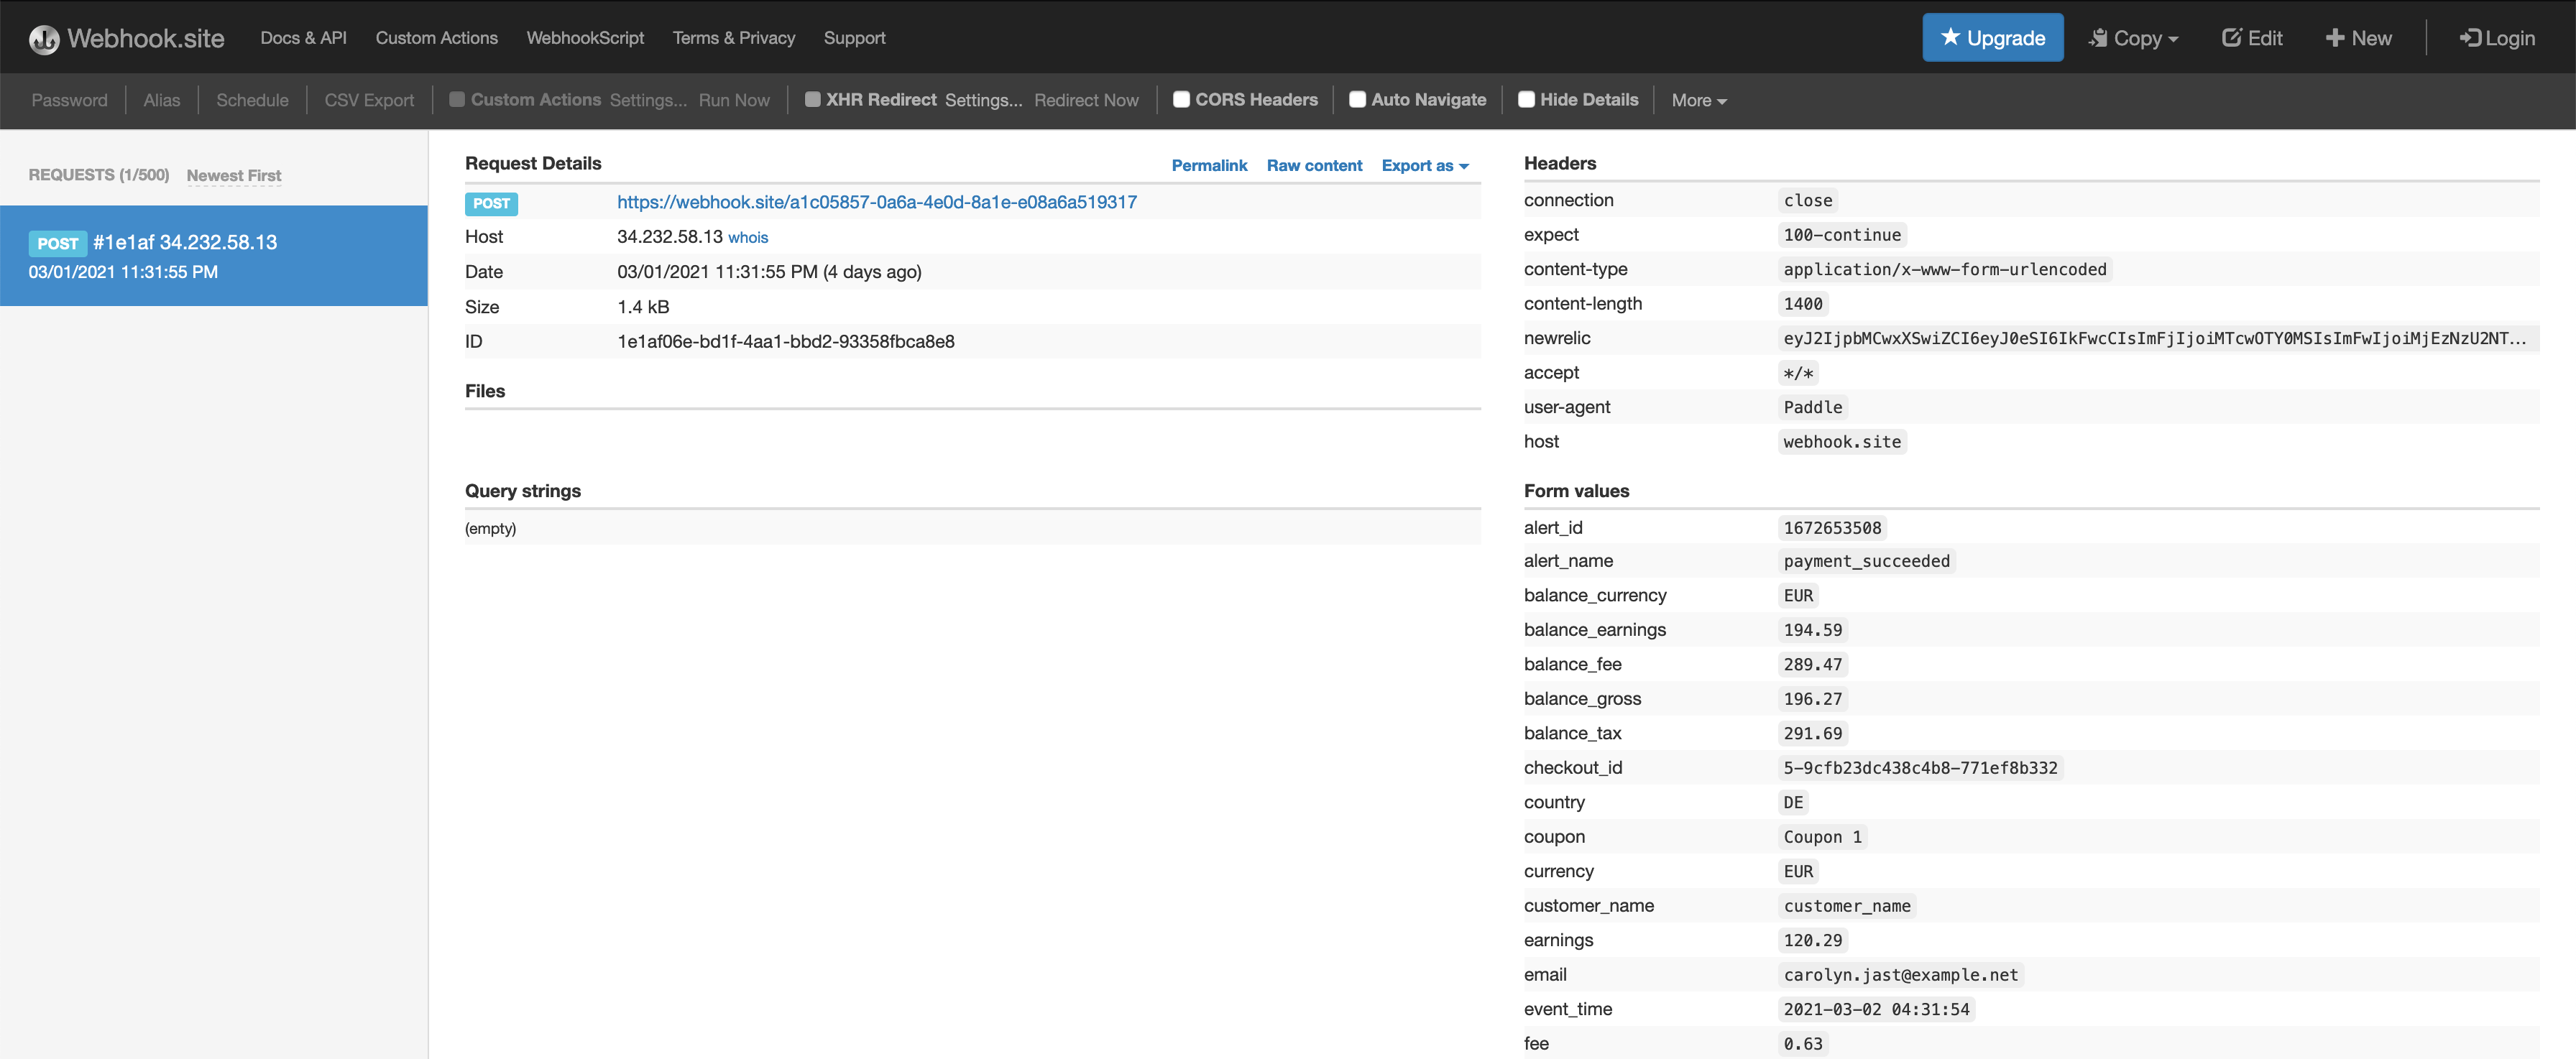 Webhook.site Docs & API Custom Actions WebhookScript Terms & Privacy Support Upgrade Copy Edit New Login
Password Alias Schedule CSV Export Custom Actions Settings... Run Now XHR Redirect Settings... Redirect Now CORS Headers Auto Navigate Hide Details More
REQUESTS (1/500) Newest First
POST #1e1af 34.232.58.13
03/01/2021 11:31:55 PM
Request Details Permalink Raw content Export as
POST https://webhook.site/a1c05857-0a6a-4e0d-8a1e-e08a6a519317
Host 34.232.58.13 whois
Date 03/01/2021 11:31:55 PM (4 days ago)
Size 1.4 kB
ID 1e1af06e-bd1f-4aa1-bbd2-93358fbca8e8
Files
Query strings
(empty)
Headers
connection close
expect 100-continue
content-type application/x-www-form-urlencoded
content-length 1400
newrelic eyJ2IjpbMCwxXSwiZCI6eyJ0eSI6IkFwcCIsImFjIjoiMTcwOTY0MSIsImFwIjoiMjEzNzU2NT...
accept */*
user-agent Paddle
host webhook.site
Form values
alert_id 1672653508
alert_name payment_succeeded
balance_currency EUR
balance_earnings 194.59
balance_fee 289.47
balance_gross 196.27
balance_tax 291.69
checkout_id 5-9cfb23dc438c4b8-771ef8b332
country DE
coupon Coupon 1
currency EUR
customer_name customer_name
earnings 120.29
email carolyn.jast@example.net
event_time 2021-03-02 04:31:54
fee 0.63